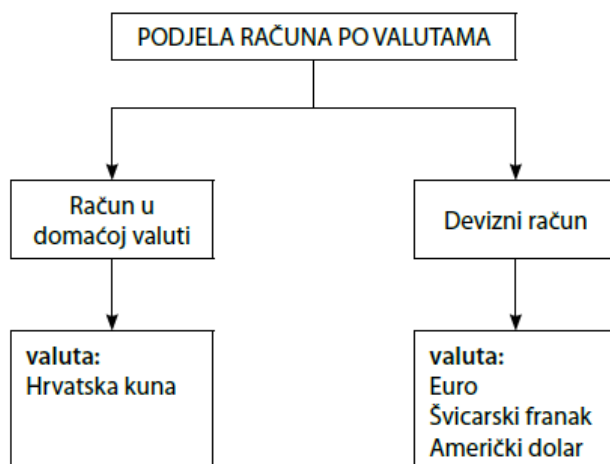 PODJELA RAČUNA PO VALUTAMA
Račun u
domaćoj valuti
Devizni račun
valuta:
Hrvatska kuna
valuta:
Euro
Švicarski franak
Američki dolar